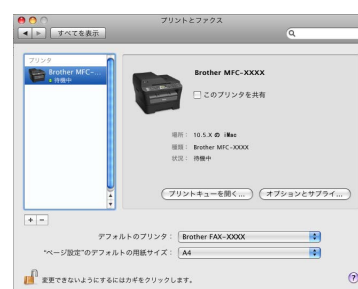 プリントとファクス
すべてを表示
プリンタ
Brother MFC-...
待機中
Brother MFC-XXXX
このプリンタを共有
場所： 10.5.X の iMac
種類： Brother MFC-XXXX
状況： 待機中
プリントキューを開く...
オプションとサプライ...
+ −
デフォルトのプリンタ： Brother FAX-XXXX
"ページ設定"のデフォルトの用紙サイズ： A4
変更できないようにするにはカギをクリックします。
?